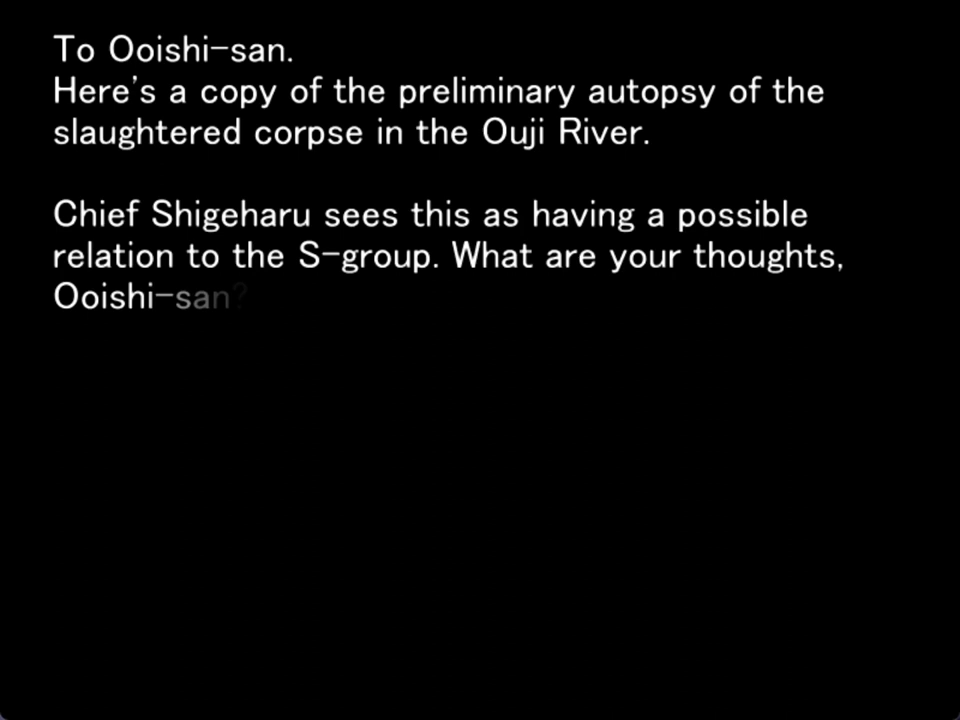 To Ooishi-san.
Here's a copy of the preliminary autopsy of the
slaughtered corpse in the Ouji River.
Chief Shigeharu sees this as having a possible
relation to the S-group. What are your thoughts,
Ooishi-san?